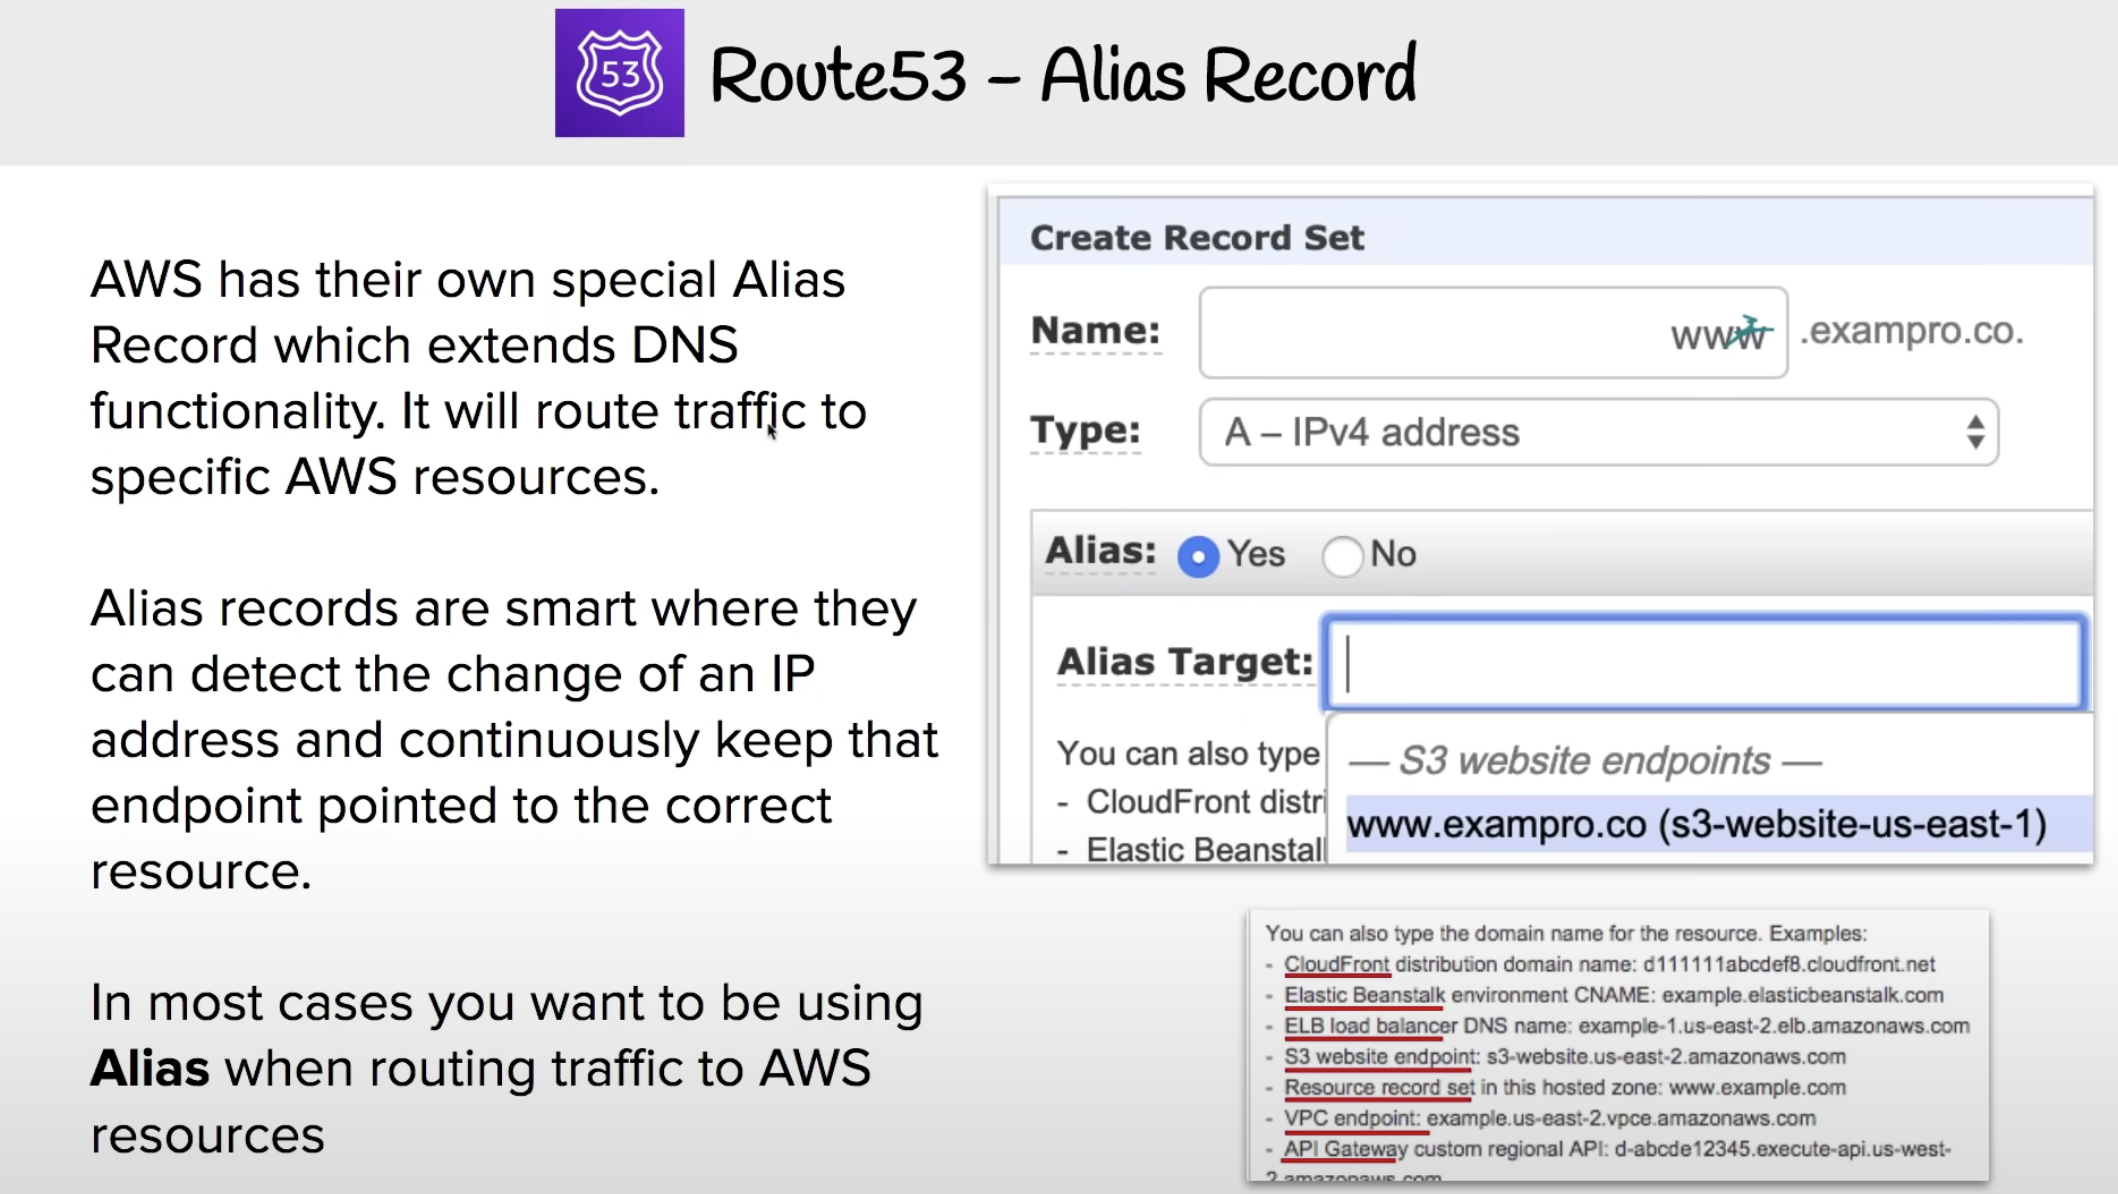 53
Route53 – Alias Record
AWS has their own special Alias
Record which extends DNS
functionality. It will route traffic to
specific AWS resources.
Alias records are smart where they
can detect the change of an IP
address and continuously keep that
endpoint pointed to the correct
resource.
In most cases you want to be using
Alias when routing traffic to AWS
resources
Create Record Set
Name: www .exampro.co.
Type: A – IPv4 address
Alias: Yes No
Alias Target:
You can also type
- CloudFront distri
- Elastic Beanstal
— S3 website endpoints —
www.exampro.co (s3-website-us-east-1)
You can also type the domain name for the resource. Examples:
- CloudFront distribution domain name: d111111abcdef8.cloudfront.net
- Elastic Beanstalk environment CNAME: example.elasticbeanstalk.com
- ELB load balancer DNS name: example-1.us-east-2.elb.amazonaws.com
- S3 website endpoint: s3-website.us-east-2.amazonaws.com
- Resource record set in this hosted zone: www.example.com
- VPC endpoint: example.us-east-2.vpce.amazonaws.com
- API Gateway custom regional API: d-abcde12345.execute-api.us-west-
2.amazonaws.com